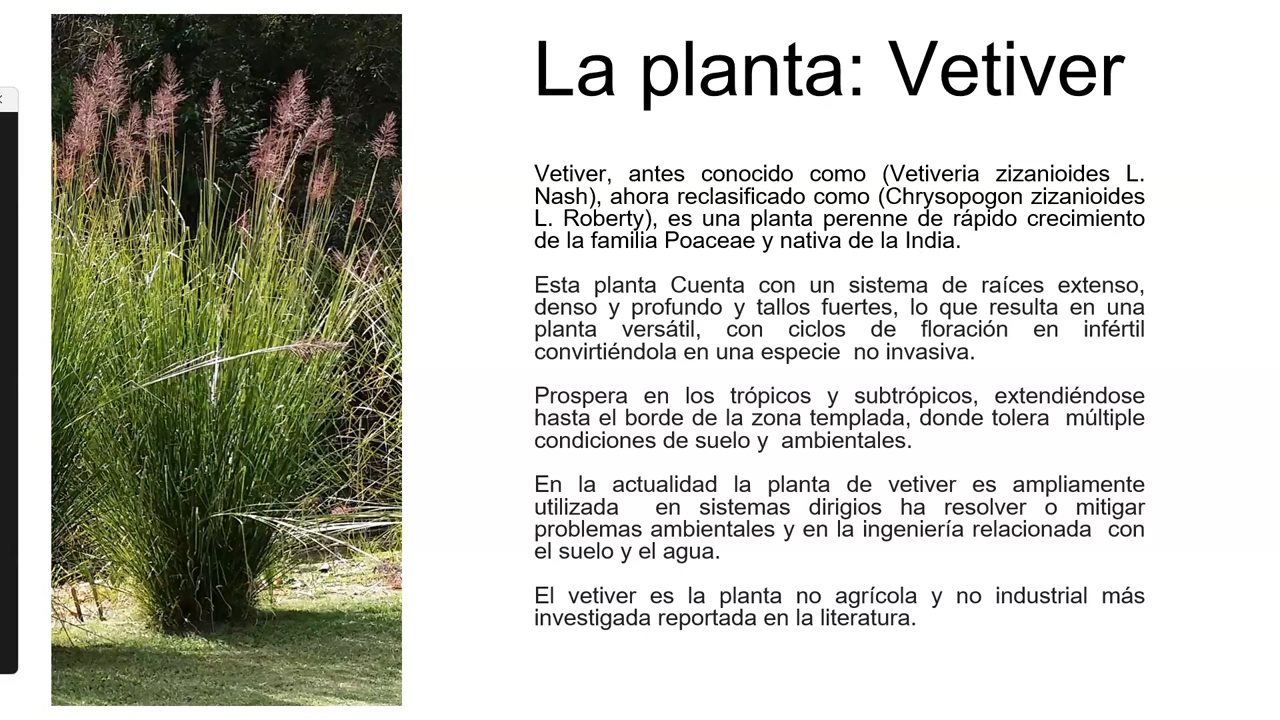 La planta: Vetiver
Vetiver, antes conocido como (Vetiveria zizanioides L.
Nash), ahora reclasificado como (Chrysopogon zizanioides
L. Roberty), es una planta perenne de rápido crecimiento
de la familia Poaceae y nativa de la India.
Esta planta Cuenta con un sistema de raíces extenso,
denso y profundo y tallos fuertes, lo que resulta en una
planta versátil, con ciclos de floración en infértil
convirtiéndola en una especie no invasiva.
Prospera en los trópicos y subtrópicos, extendiéndose
hasta el borde de la zona templada, donde tolera múltiple
condiciones de suelo y ambientales.
En la actualidad la planta de vetiver es ampliamente
utilizada en sistemas dirigios ha resolver o mitigar
problemas ambientales y en la ingeniería relacionada con
el suelo y el agua.
El vetiver es la planta no agrícola y no industrial más
investigada reportada en la literatura.